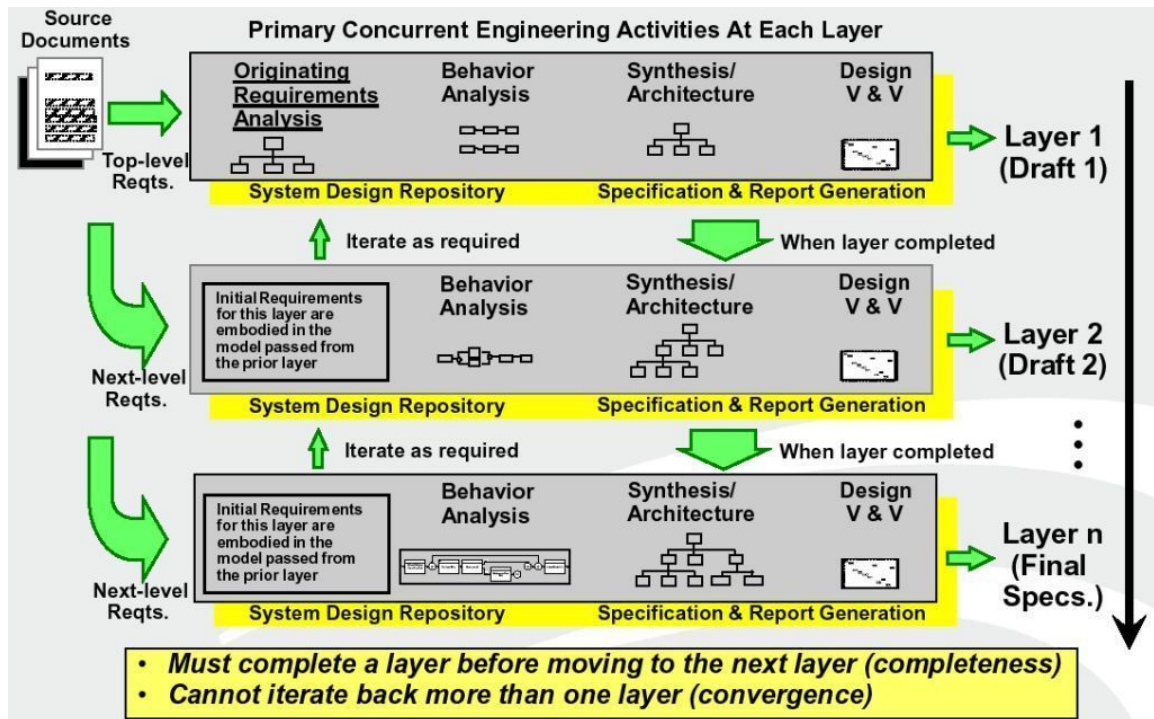 Source
Documents
Primary Concurrent Engineering Activities At Each Layer
Originating
Requirements
Analysis
Behavior
Analysis
Synthesis/
Architecture
Design
V & V
Top-level
Reqts.
System Design Repository
Specification & Report Generation
Layer 1
(Draft 1)
Iterate as required
When layer completed
Initial Requirements
for this layer are
embodied in the
model passed from
the prior layer
Behavior
Analysis
Synthesis/
Architecture
Design
V & V
Next-level
Reqts.
System Design Repository
Specification & Report Generation
Layer 2
(Draft 2)
Iterate as required
When layer completed
Initial Requirements
for this layer are
embodied in the
model passed from
the prior layer
Behavior
Analysis
Synthesis/
Architecture
Design
V & V
Next-level
Reqts.
System Design Repository
Specification & Report Generation
Layer n
(Final
Specs.)
• Must complete a layer before moving to the next layer (completeness)
• Cannot iterate back more than one layer (convergence)